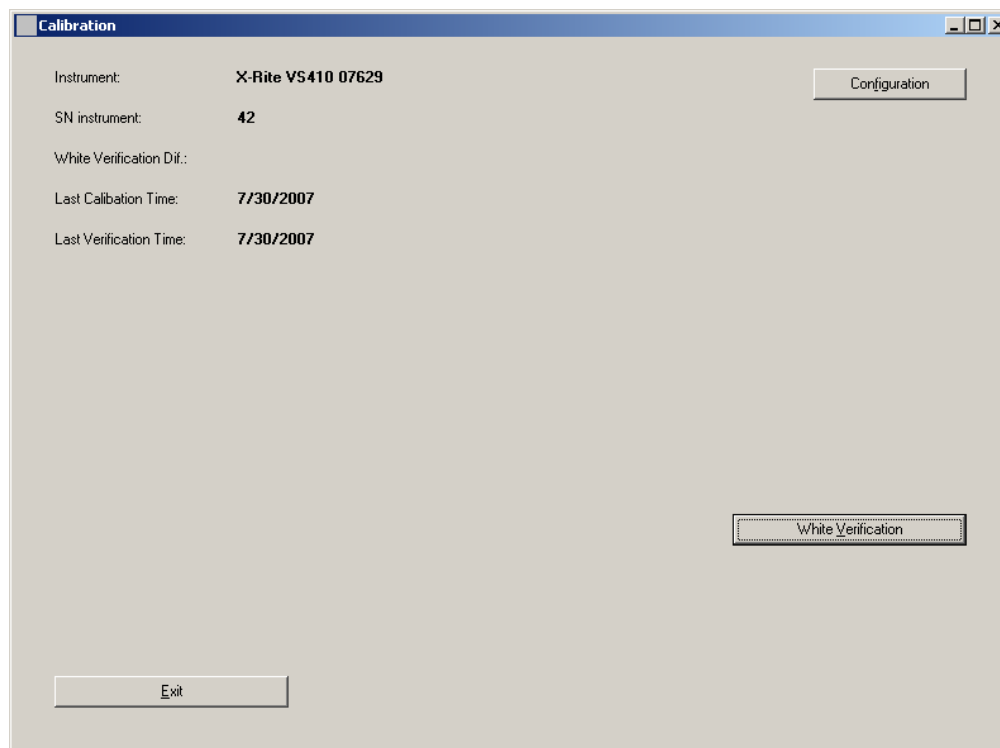 Calibration
Instrument: X-Rite VS410 07629
Configuration
SN instrument: 42
White Verification Dif.:
Last Calibation Time: 7/30/2007
Last Verification Time: 7/30/2007
White Verification
Exit